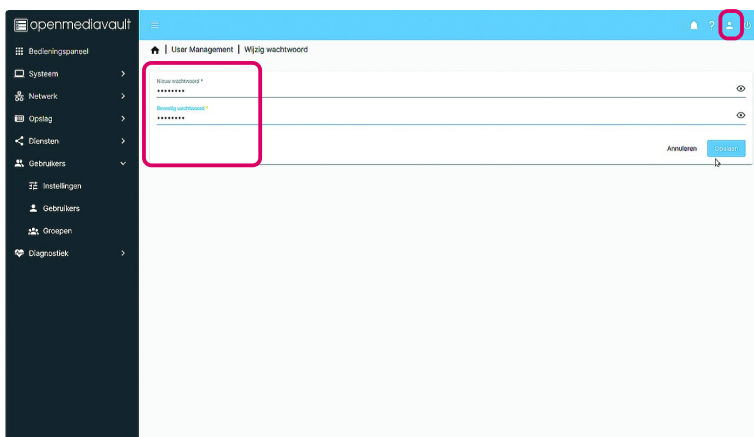 openmediavault
?
Bedieningspaneel
User Management | Wijzig wachtwoord
Systeem
Netwerk
Opslag
Diensten
Gebruikers
Instellingen
Gebruikers
Groepen
Diagnostiek
Nieuw wachtwoord *
••••••••
Bevestig wachtwoord *
••••••••
Annuleren
Opslaan